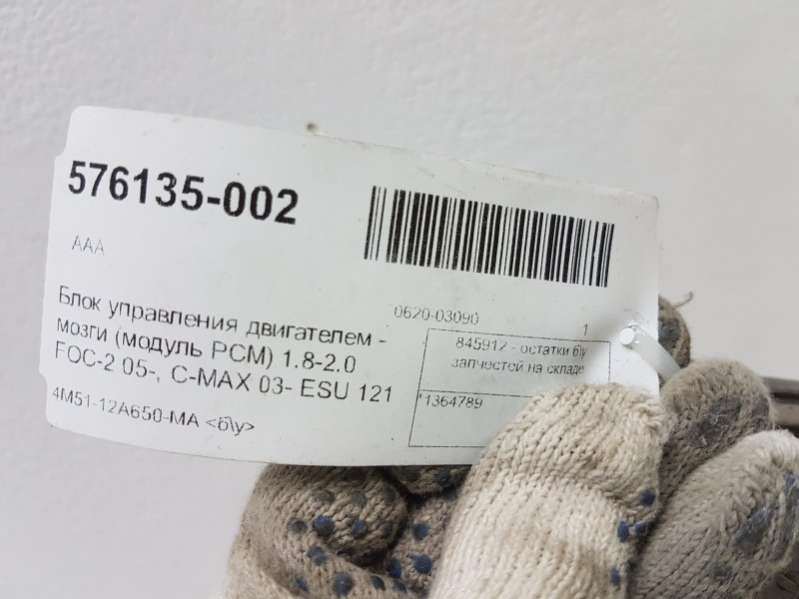 576135-002
AAA
Блок управления двигателем -
мозги (модуль PCM) 1.8-2.0
FOC-2 05-, C-MAX 03- ESU 121
4M51-12A650-MA <б\у>
0620-03090
1
845912 - остатки б\у
запчестей на складе
*1364789